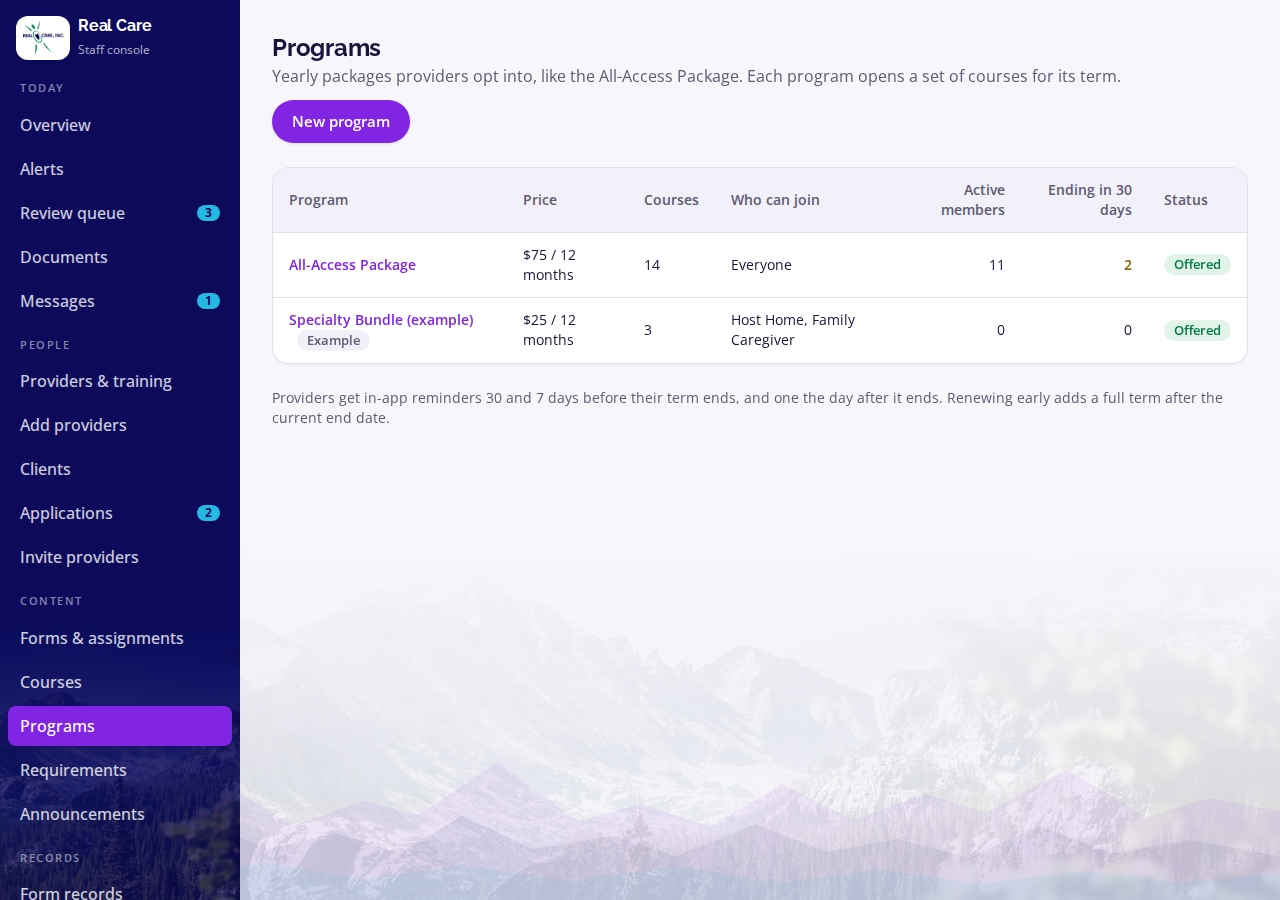 REAL CARE, INC.
Real Care
Staff console
TODAY
Overview
Alerts
Review queue 3
Documents
Messages 1
PEOPLE
Providers & training
Add providers
Clients
Applications 2
Invite providers
CONTENT
Forms & assignments
Courses
Programs
Requirements
Announcements
RECORDS
Form records
Programs
Yearly packages providers opt into, like the All-Access Package. Each program opens a set of courses for its term.
New program
Program Price Courses Who can join Active members Ending in 30 days Status
All-Access Package $75 / 12 months 14 Everyone 11 2 Offered
Specialty Bundle (example) Example $25 / 12 months 3 Host Home, Family Caregiver 0 0 Offered
Providers get in-app reminders 30 and 7 days before their term ends, and one the day after it ends. Renewing early adds a full term after the
current end date.